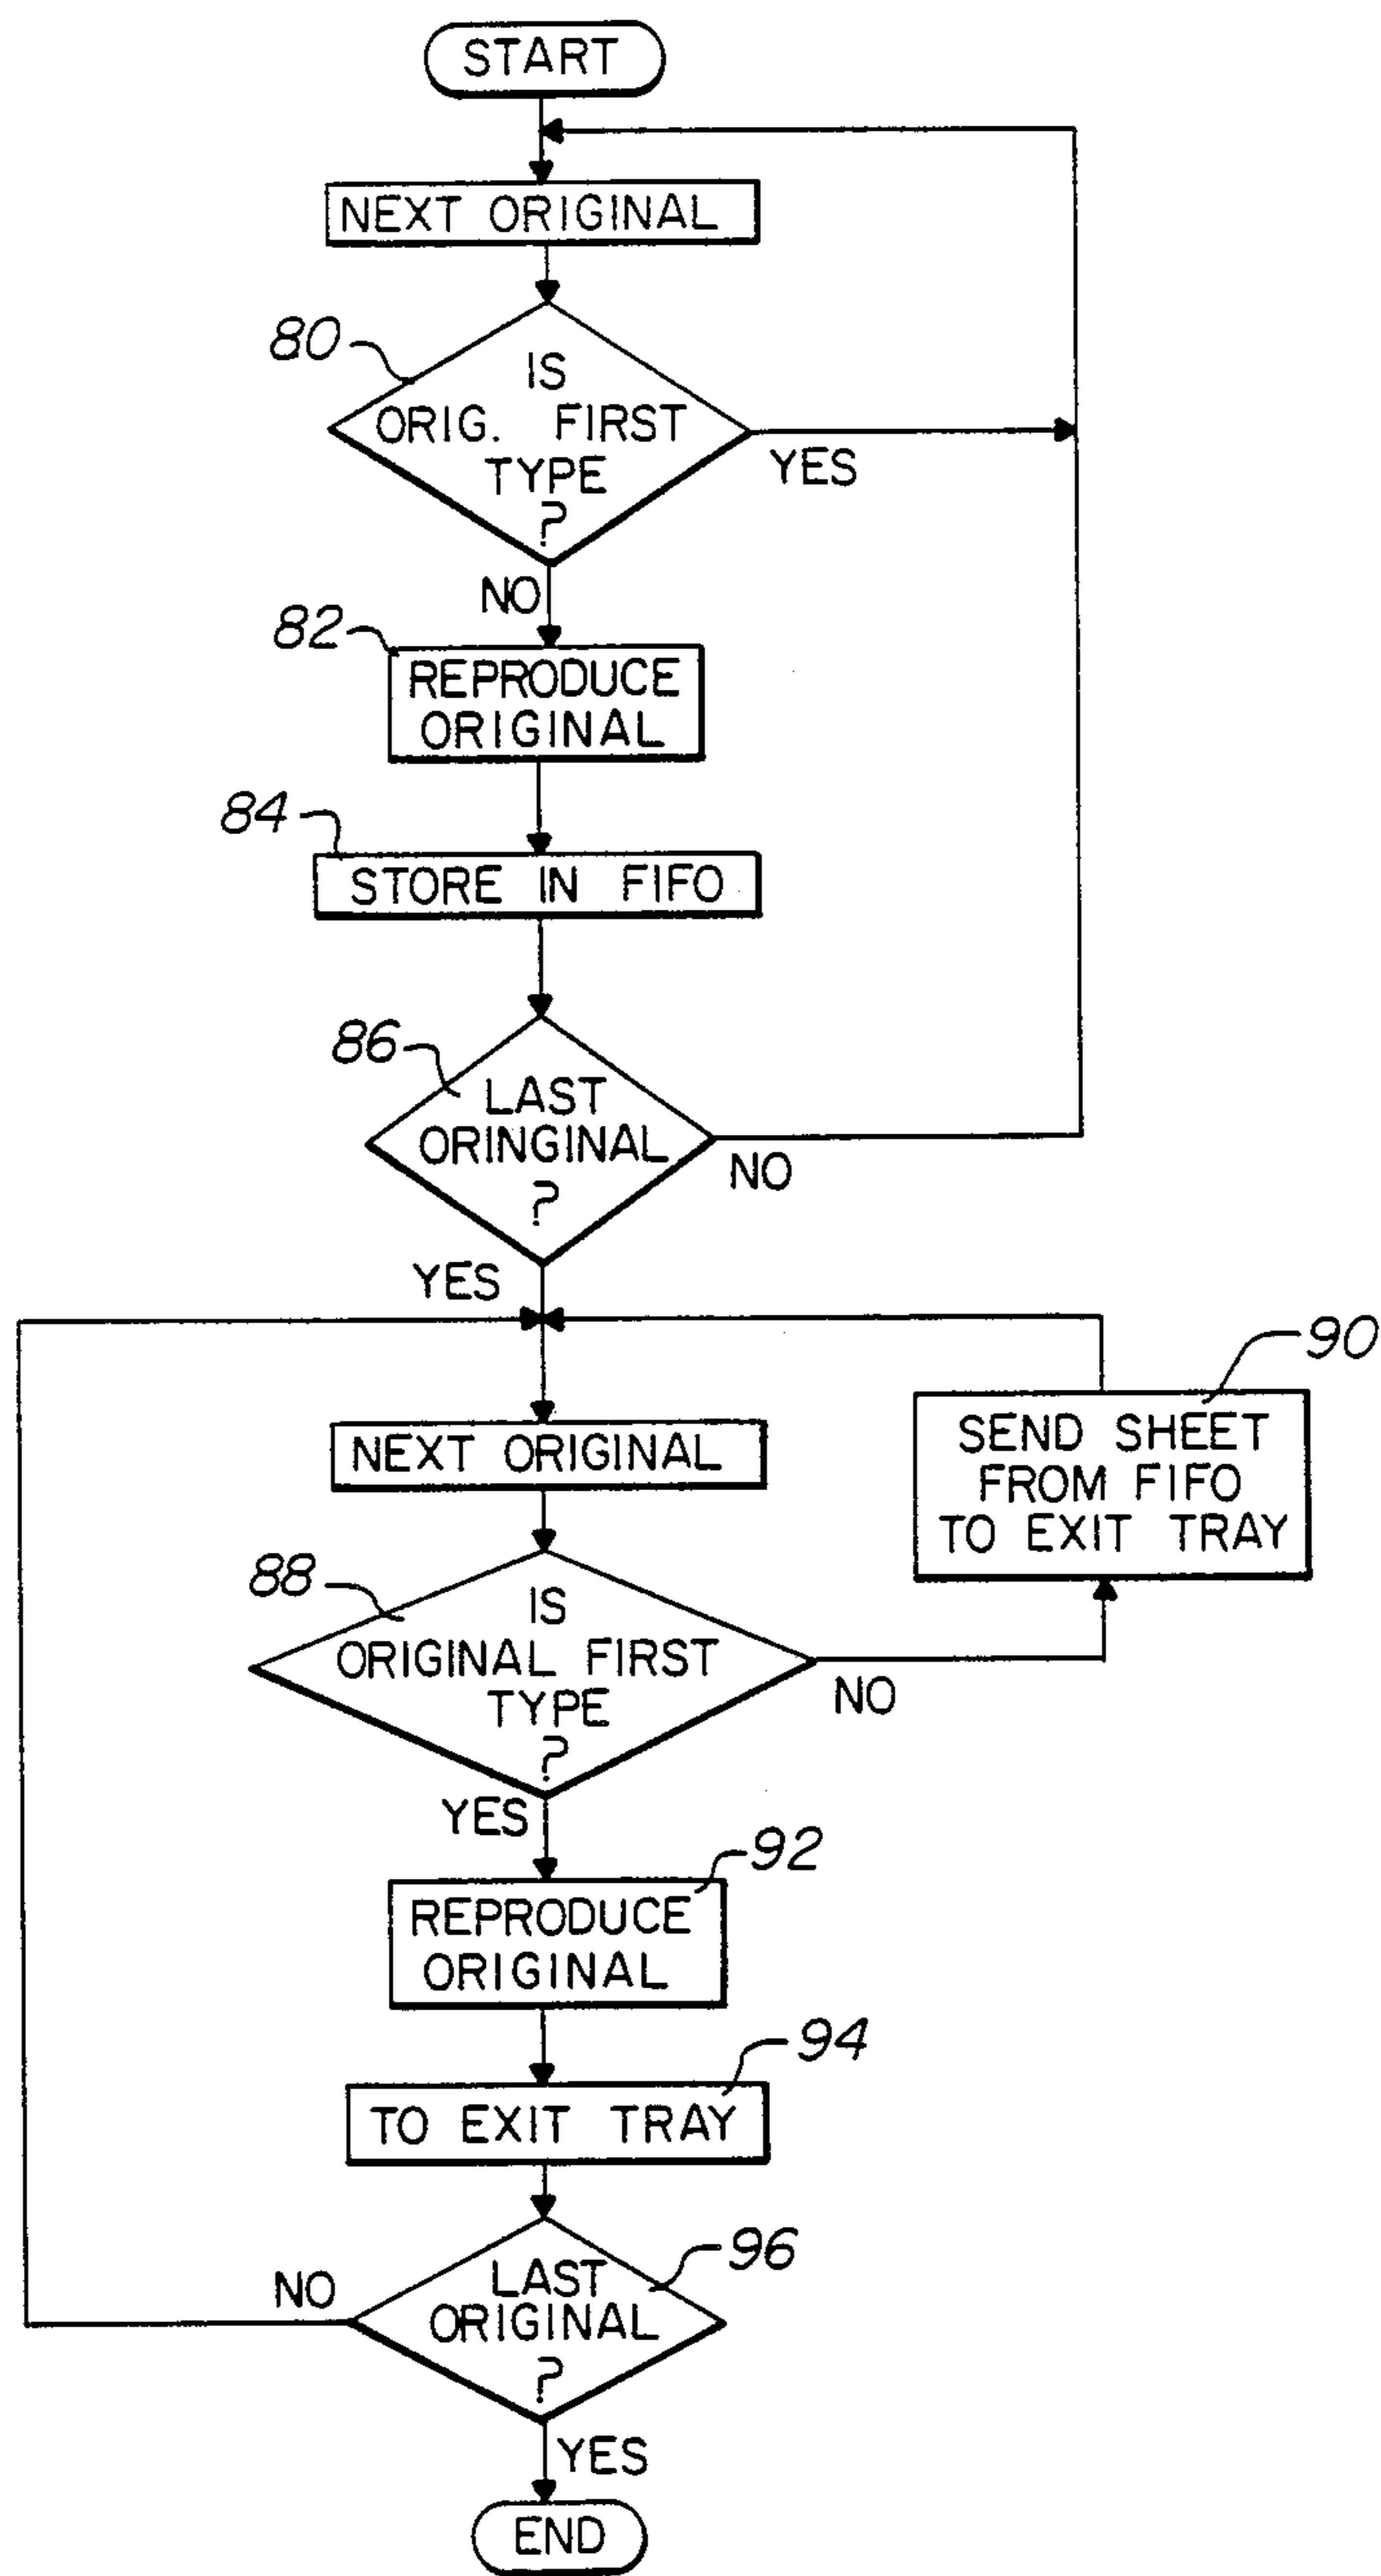 START
NEXT ORIGINAL
80
IS
ORIG. FIRST
TYPE
?
YES
NO
82
REPRODUCE
ORIGINAL
84
STORE IN FIFO
86
LAST
ORINGINAL
?
NO
YES
90
SEND SHEET
FROM FIFO
TO EXIT TRAY
NEXT ORIGINAL
88
IS
ORIGINAL FIRST
TYPE
?
NO
YES
92
REPRODUCE
ORIGINAL
94
TO EXIT TRAY
96
LAST
ORIGINAL
?
NO
YES
END